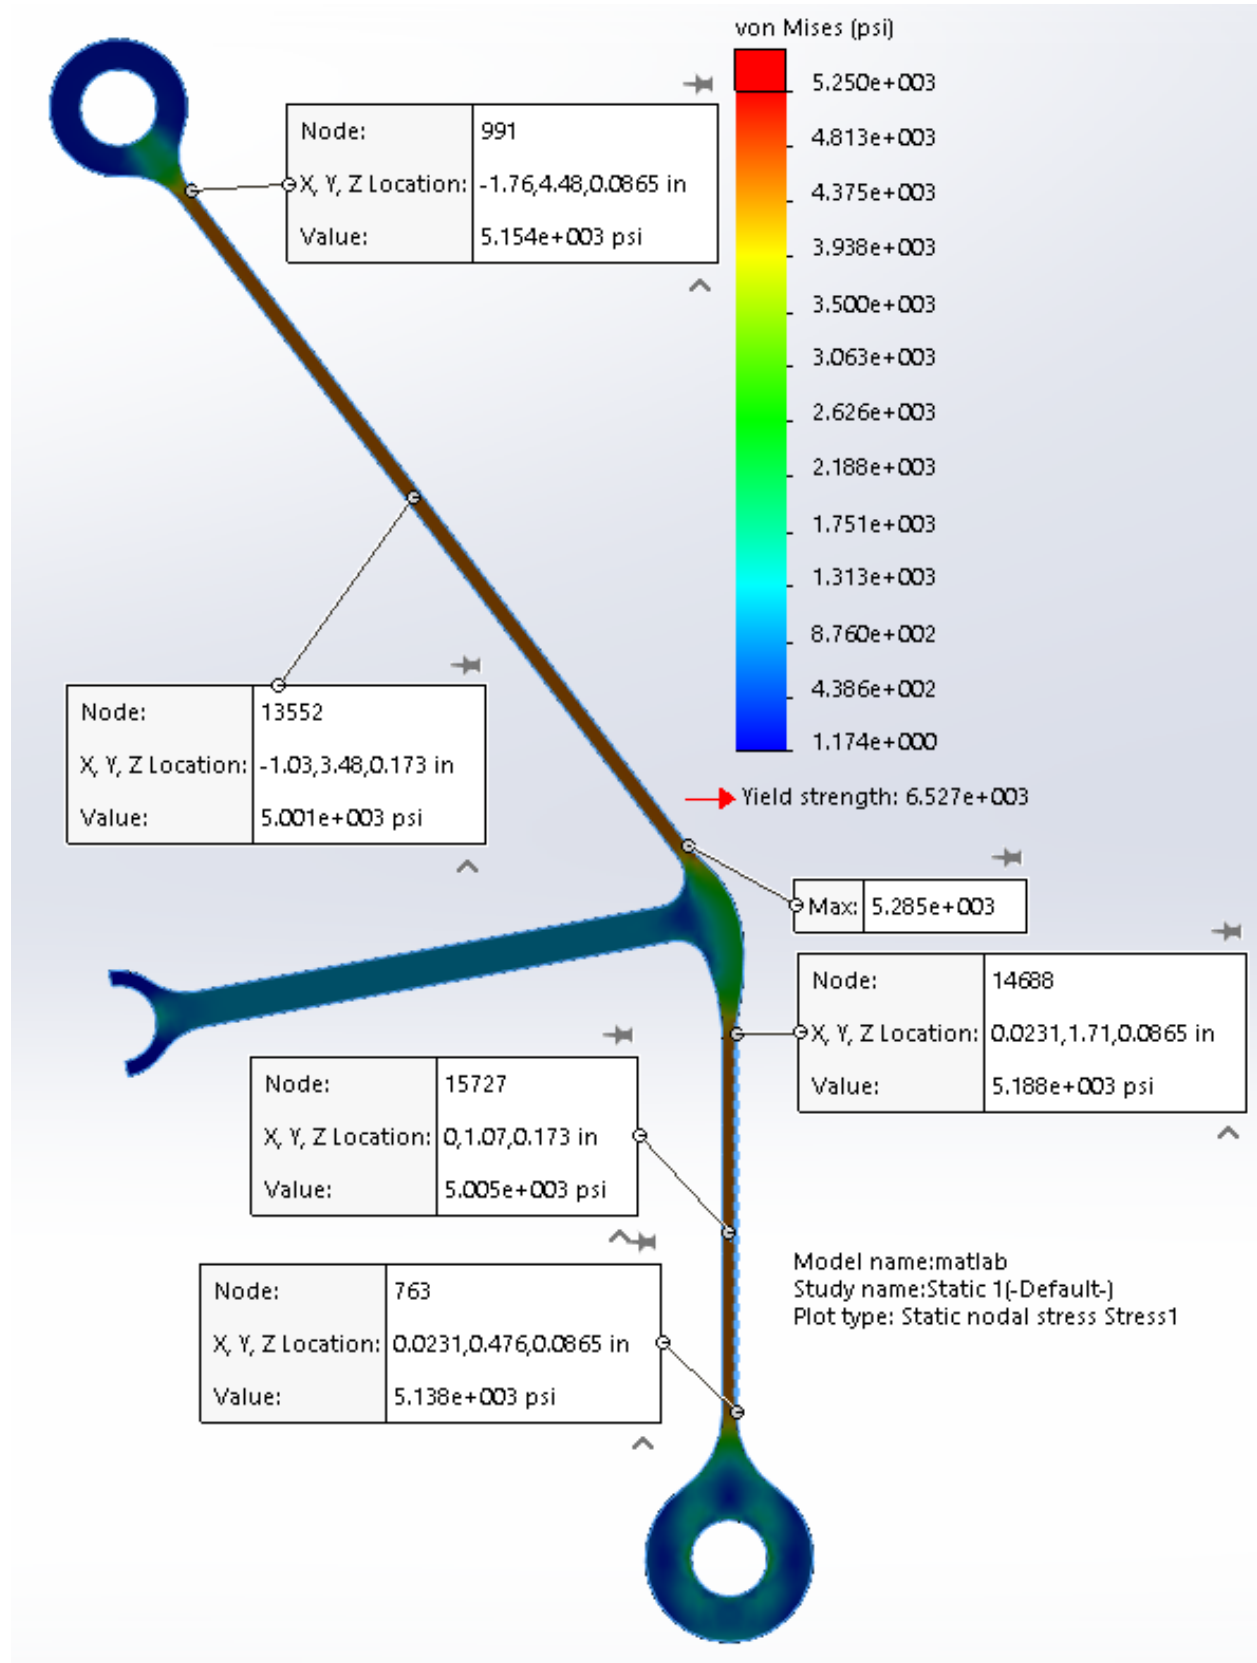 von Mises (psi)
5.250e+003
4.813e+003
4.375e+003
3.938e+003
3.500e+003
3.063e+003
2.626e+003
2.188e+003
1.751e+003
1.313e+003
8.760e+002
4.386e+002
1.174e+000
Yield strength: 6.527e+003
Node: 991
X, Y, Z Location: -1.76,4.48,0.0865 in
Value: 5.154e+003 psi
Node: 13552
X, Y, Z Location: -1.03,3.48,0.173 in
Value: 5.001e+003 psi
Max: 5.285e+003
Node: 14688
X, Y, Z Location: 0.0231,1.71,0.0865 in
Value: 5.188e+003 psi
Node: 15727
X, Y, Z Location: 0,1.07,0.173 in
Value: 5.005e+003 psi
Node: 763
X, Y, Z Location: 0.0231,0.476,0.0865 in
Value: 5.138e+003 psi
Model name:matlab
Study name:Static 1(-Default-)
Plot type: Static nodal stress Stress1